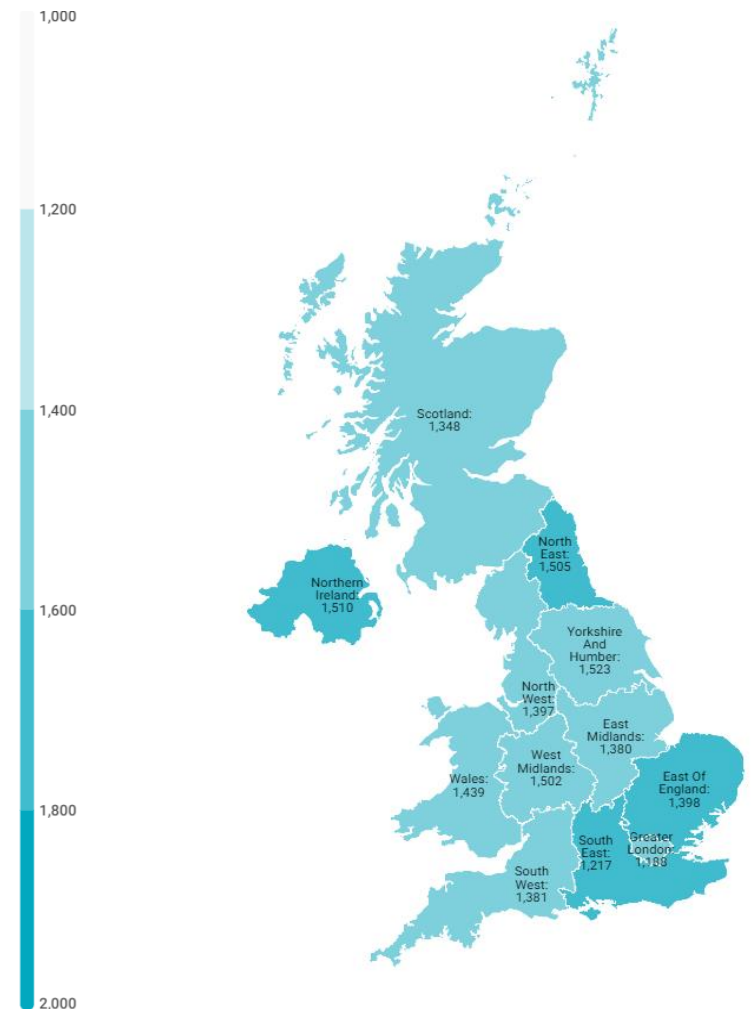 1,000
1,200
1,400
1,600
1,800
2,000
Scotland:
1,348
North
East:
1,505
Northern
Ireland:
1,510
Yorkshire
And
Humber:
1,523
North
West:
1,397
East
Midlands:
1,380
West
Midlands:
1,502
Wales:
1,439
East Of
England:
1,398
Greater
London:
1,188
South
East:
1,217
South
West:
1,381